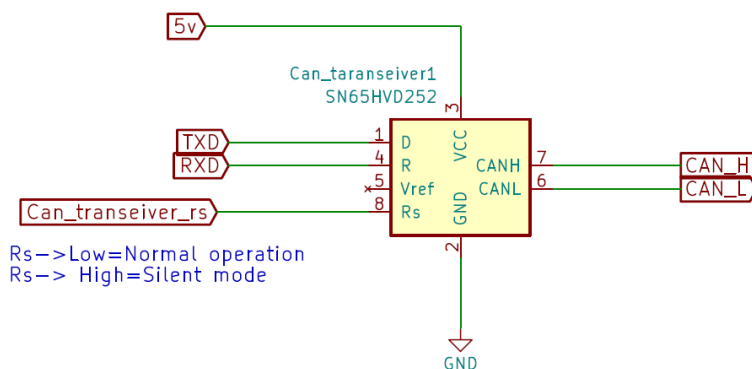 5v
Can_taranseiver1
SN65HVD252
3
VCC
TXD
1
D
RXD
4
R
5
Vref
Can_transeiver_rs
8
Rs
CANH
7
CAN_H
CANL
6
CAN_L
GND
2
Rs->Low=Normal operation
Rs-> High=Silent mode
GND